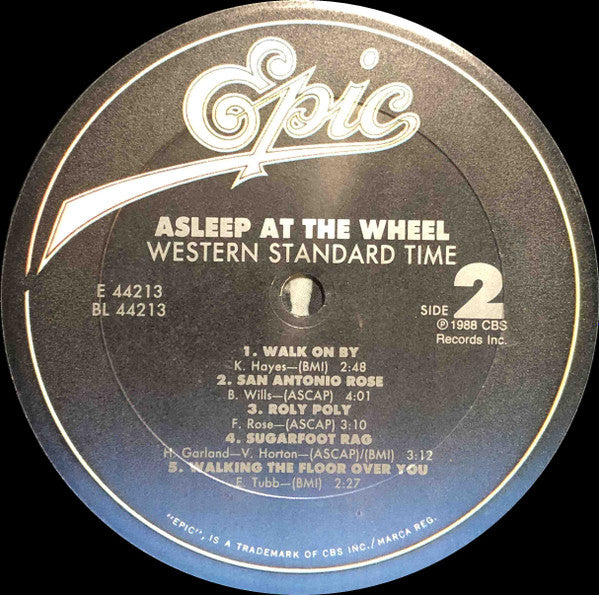 Epic
ASLEEP AT THE WHEEL
WESTERN STANDARD TIME
E 44213
BL 44213
SIDE 2
℗ 1988 CBS
Records Inc.
1. WALK ON BY
K. Hayes—(BMI) 2:48
2. SAN ANTONIO ROSE
B. Wills—(ASCAP) 4:01
3. ROLY POLY
F. Rose—(ASCAP) 3:10
4. SUGARFOOT RAG
H. Garland—V. Horton—(ASCAP)/(BMI) 3:12
5. WALKING THE FLOOR OVER YOU
E. Tubb—(BMI) 2:27
"EPIC", IS A TRADEMARK OF CBS INC./MARCA REG.